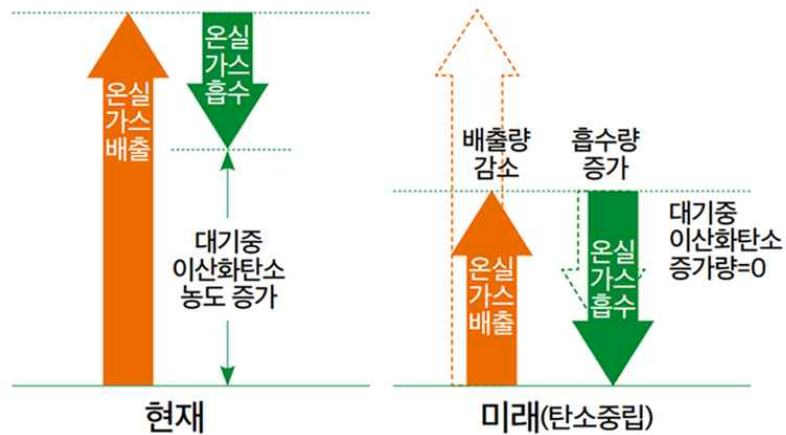 온실
가스
배출
온실
가스
흡수
대기중
이산화탄소
농도 증가
현재
배출량
감소
흡수량
증가
온실
가스
배출
온실
가스
흡수
대기중
이산화탄소
증가량=0
미래(탄소중립)